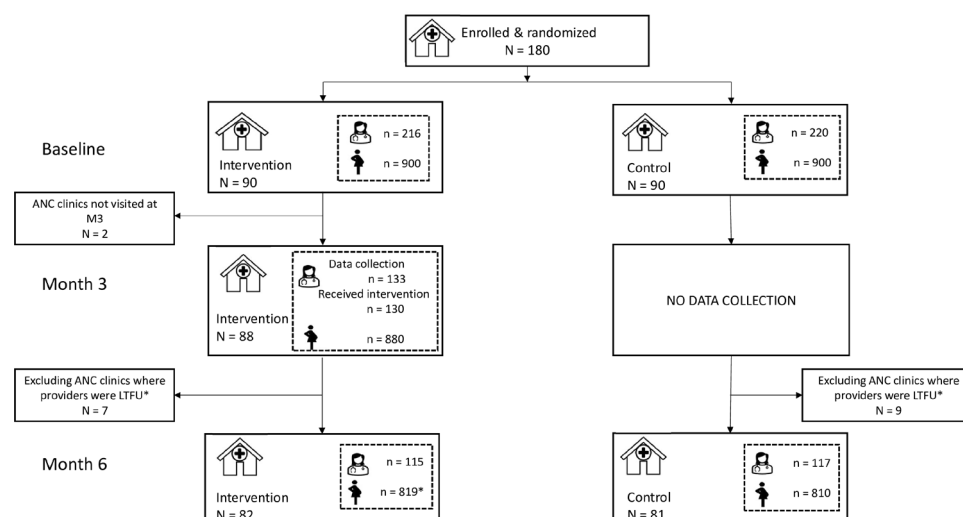 Enrolled & randomized
N = 180
Baseline
Intervention
N = 90
n = 216
n = 900
Control
N = 90
n = 220
n = 900
ANC clinics not visited at
M3
N = 2
Month 3
Intervention
N = 88
Data collection
n = 133
Received intervention
n = 130
n = 880
NO DATA COLLECTION
Excluding ANC clinics where
providers were LTFU*
N = 7
Excluding ANC clinics where
providers were LTFU*
N = 9
Month 6
Intervention
N = 82
n = 115
n = 819*
Control
N = 81
n = 117
n = 810